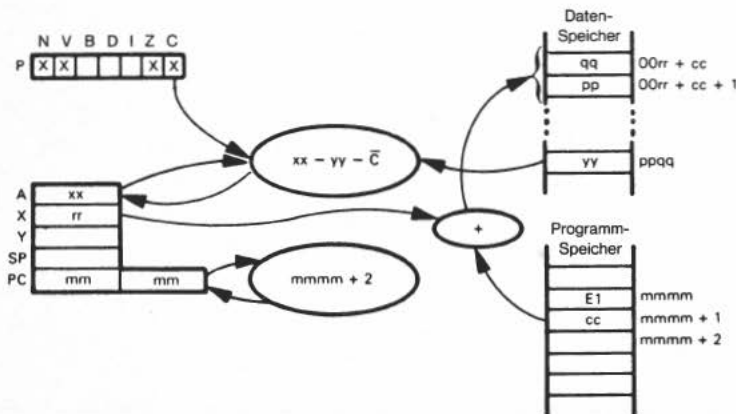 Daten-
Speicher
N V B D I Z C
P X X X X
qq 00rr + cc
pp 00rr + cc + 1
xx – yy – C̅
yy ppqq
A xx
X rr
Y
SP
PC mm mm
mmmm + 2
+
Programm-
Speicher
E1 mmmm
cc mmmm + 1
mmmm + 2